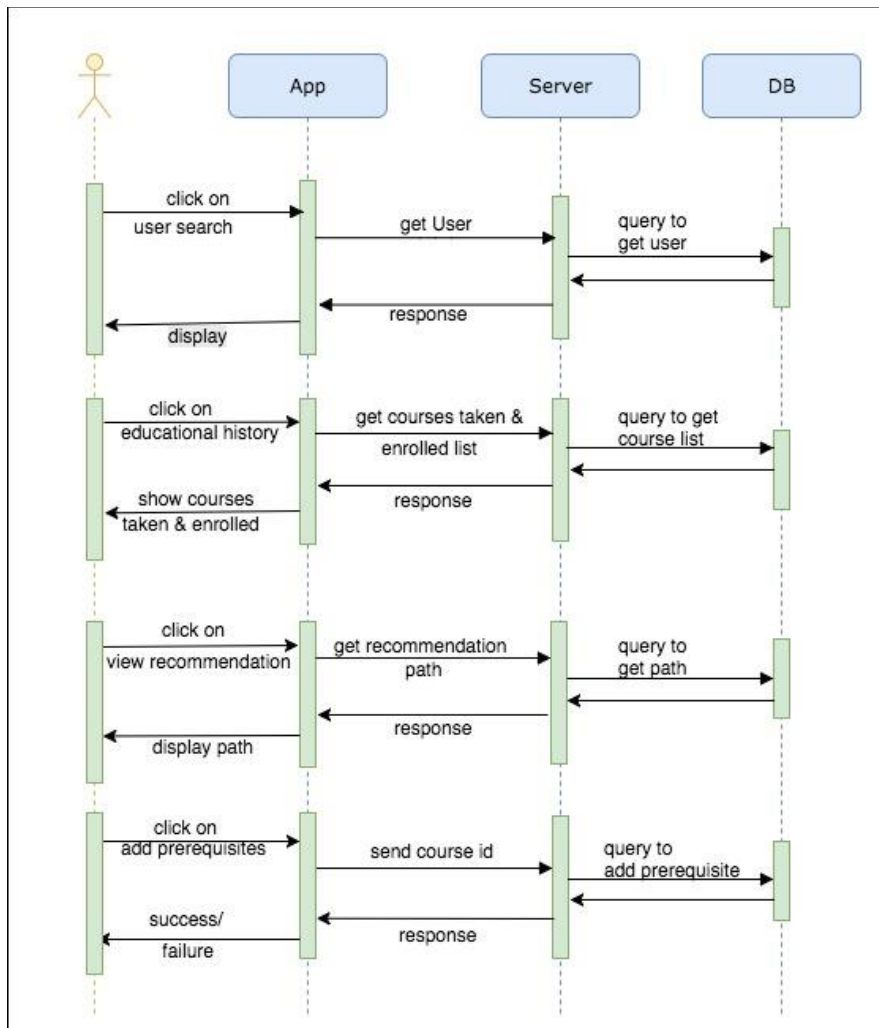 App
Server
DB
click on
user search
get User
query to
get user
response
display
click on
educational history
get courses taken &
enrolled list
query to get
course list
response
show courses
taken & enrolled
click on
view recommendation
get recommendation
path
query to
get path
response
display path
click on
add prerequisites
send course id
query to
add prerequisite
response
success/
failure